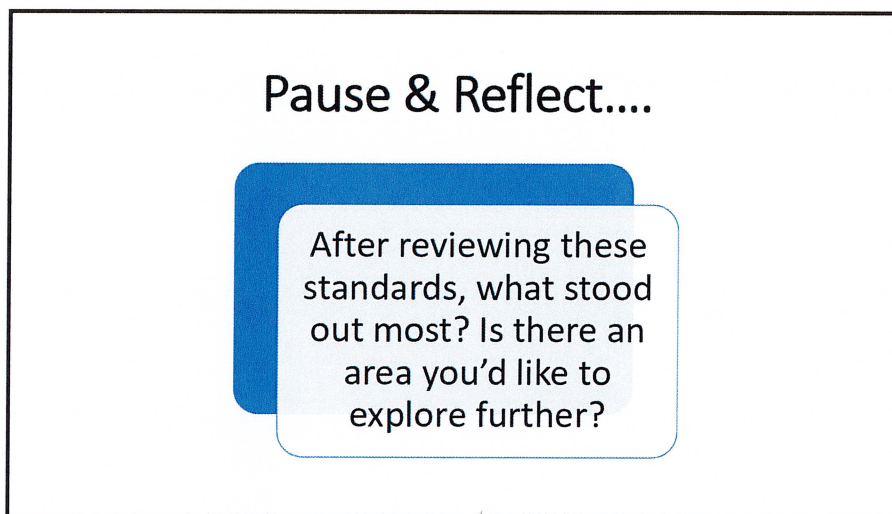 Pause & Reflect....
After reviewing these
standards, what stood
out most? Is there an
area you'd like to
explore further?